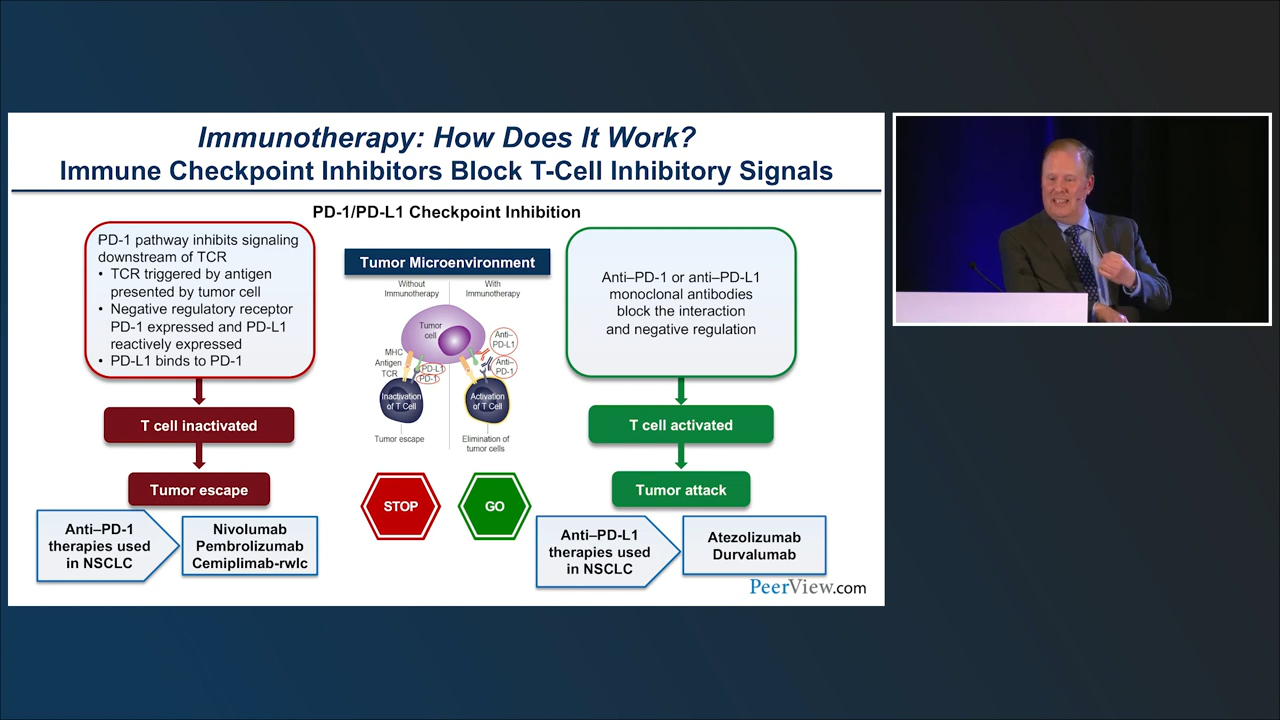 Immunotherapy: How Does It Work?
Immune Checkpoint Inhibitors Block T-Cell Inhibitory Signals
PD-1/PD-L1 Checkpoint Inhibition
PD-1 pathway inhibits signaling
downstream of TCR
• TCR triggered by antigen
presented by tumor cell
• Negative regulatory receptor
PD-1 expressed and PD-L1
reactively expressed
• PD-L1 binds to PD-1
T cell inactivated
Tumor escape
Anti–PD-1
therapies used
in NSCLC
Nivolumab
Pembrolizumab
Cemiplimab-rwlc
Tumor Microenvironment
Without
Immunotherapy
With
Immunotherapy
Tumor
cell
MHC
Antigen
TCR
PD-L1
PD-1
Anti–
PD-L1
Anti–
PD-1
Inactivation
of T Cell
Activation
of T Cell
Tumor escape
Elimination of
tumor cells
STOP
GO
Anti–PD-1 or anti–PD-L1
monoclonal antibodies
block the interaction
and negative regulation
T cell activated
Tumor attack
Anti–PD-L1
therapies used
in NSCLC
Atezolizumab
Durvalumab
PeerView.com